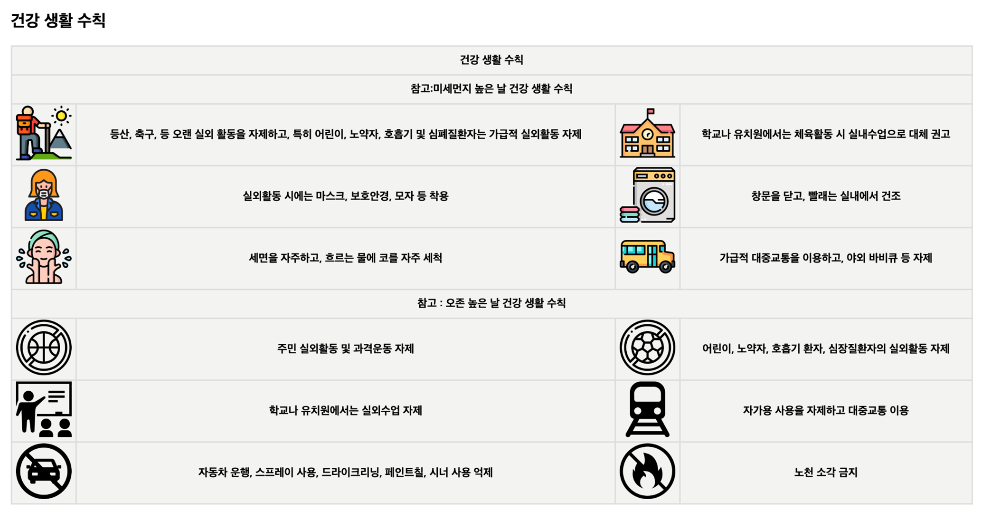 건강 생활 수칙
건강 생활 수칙
참고:미세먼지 높은 날 건강 생활 수칙
등산, 축구, 등 오랜 실외 활동을 자제하고, 특히 어린이, 노약자, 호흡기 및 심폐질환자는 가급적 실외활동 자제
학교나 유치원에서는 체육활동 시 실내수업으로 대체 권고
실외활동 시에는 마스크, 보호안경, 모자 등 착용
창문을 닫고, 빨래는 실내에서 건조
세면을 자주하고, 흐르는 물에 코를 자주 세척
가급적 대중교통을 이용하고, 야외 바비큐 등 자제
참고 : 오존 높은 날 건강 생활 수칙
주민 실외활동 및 과격운동 자제
어린이, 노약자, 호흡기 환자, 심장질환자의 실외활동 자제
학교나 유치원에서는 실외수업 자제
자가용 사용을 자제하고 대중교통 이용
자동차 운행, 스프레이 사용, 드라이크리닝, 페인트칠, 시너 사용 억제
노천 소각 금지